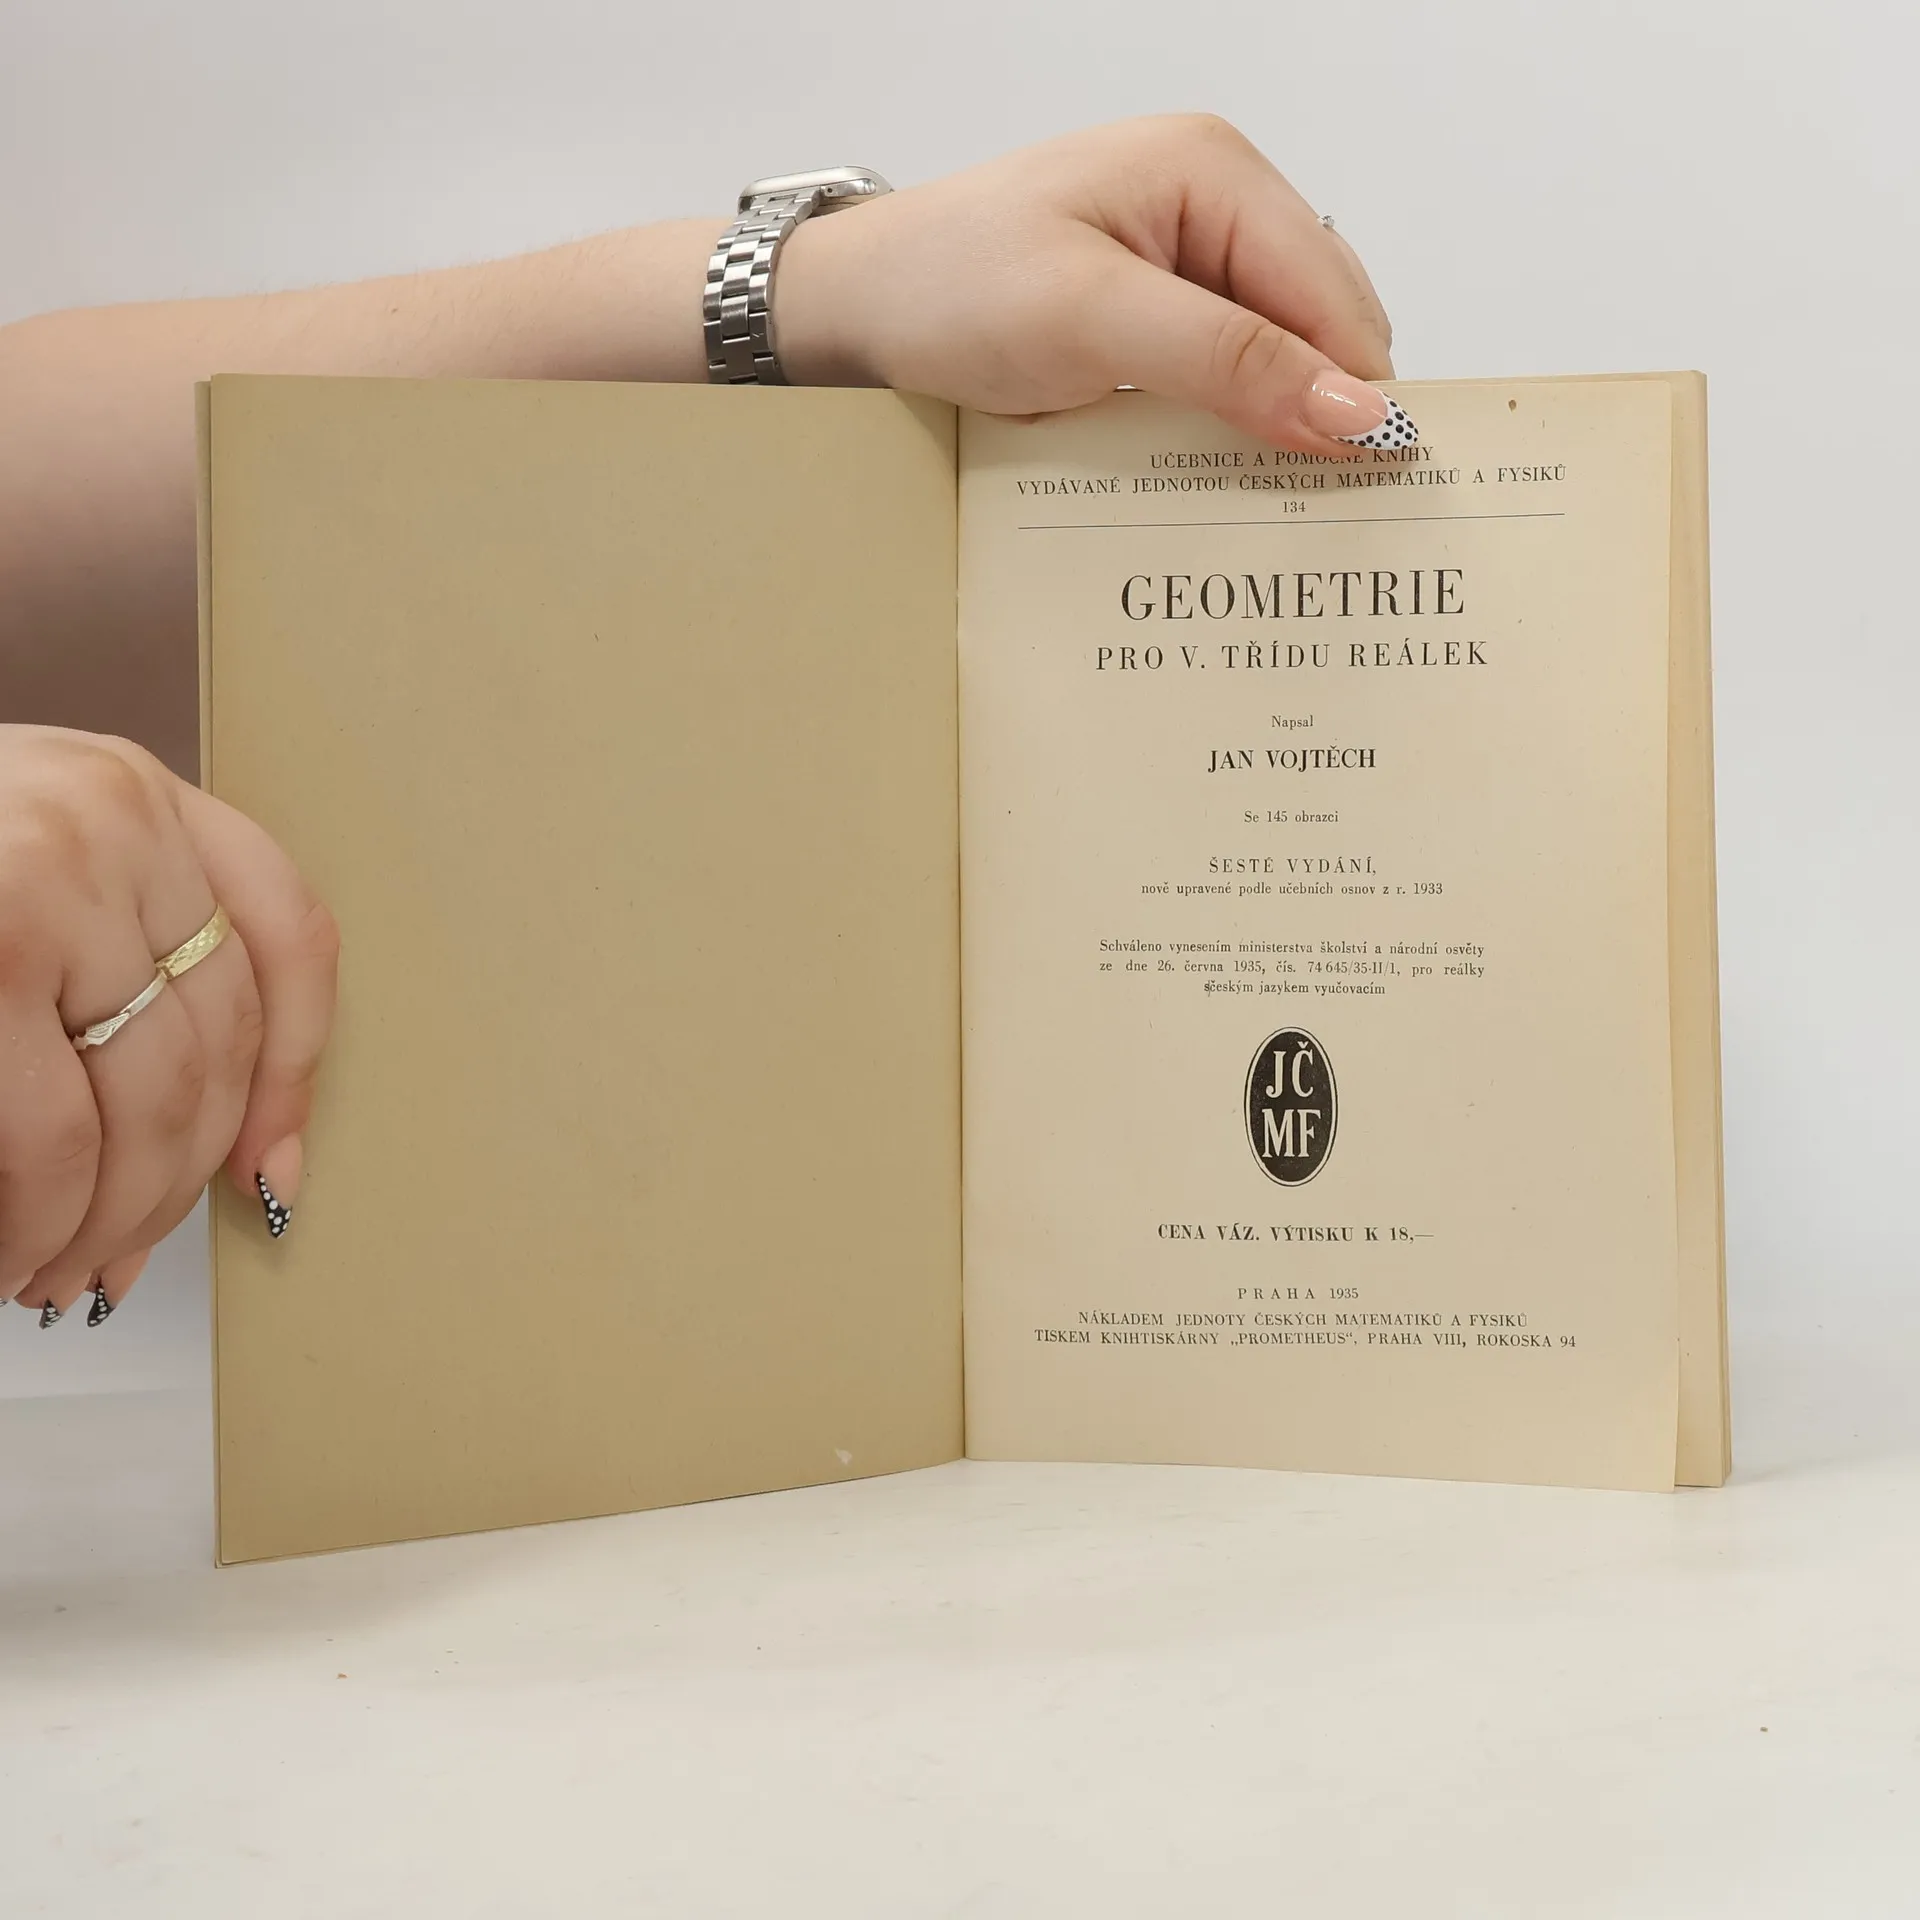 UČEBNICE A POMOCNÉ KNIHY
VYDÁVANÉ JEDNOTOU ČESKÝCH MATEMATIKŮ A FYSIKŮ
134
GEOMETRIE
PRO V. TŘÍDU REÁLEK
Napsal
JAN VOJTĚCH
Se 145 obrazci
ŠESTÉ VYDÁNÍ,
nově upravené podle učebních osnov z r. 1933
Schváleno vynesením ministerstva školství a národní osvěty
ze dne 26. června 1935, čís. 74 645/35-II/1, pro reálky
s českým jazykem vyučovacím
JČ
MF
CENA VÁZ. VÝTISKU K 18,—
PRAHA 1935
NÁKLADEM JEDNOTY ČESKÝCH MATEMATIKŮ A FYSIKŮ
TISKEM KNIHTISKÁRNY „PROMETHEUS“, PRAHA VIII, ROKOSKA 94